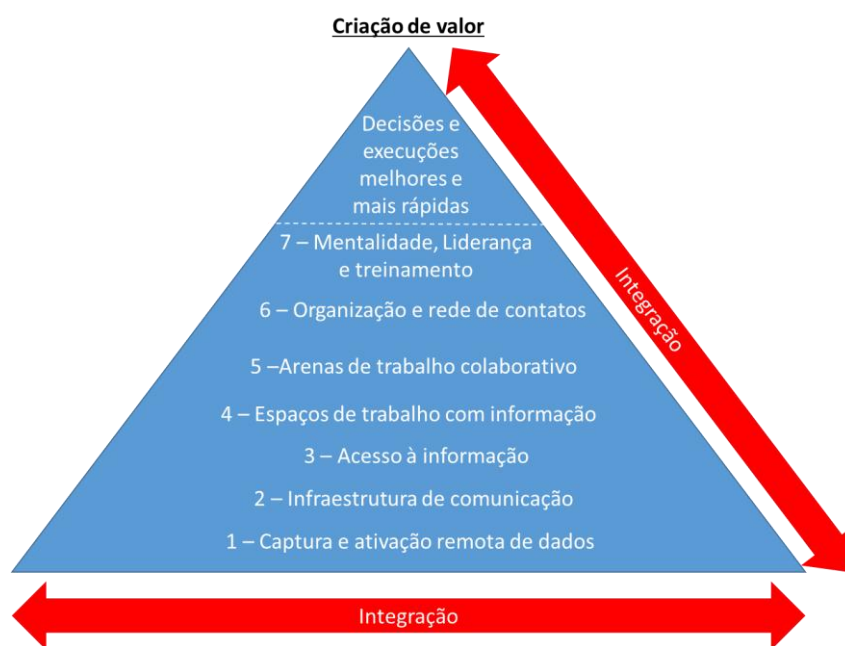 Criação de valor
Decisões e
execuções
melhores e
mais rápidas
7 – Mentalidade, Liderança
e treinamento
6 – Organização e rede de contatos
5 –Arenas de trabalho colaborativo
4 – Espaços de trabalho com informação
3 – Acesso à informação
2 – Infraestrutura de comunicação
1 – Captura e ativação remota de dados
Integração
Integração